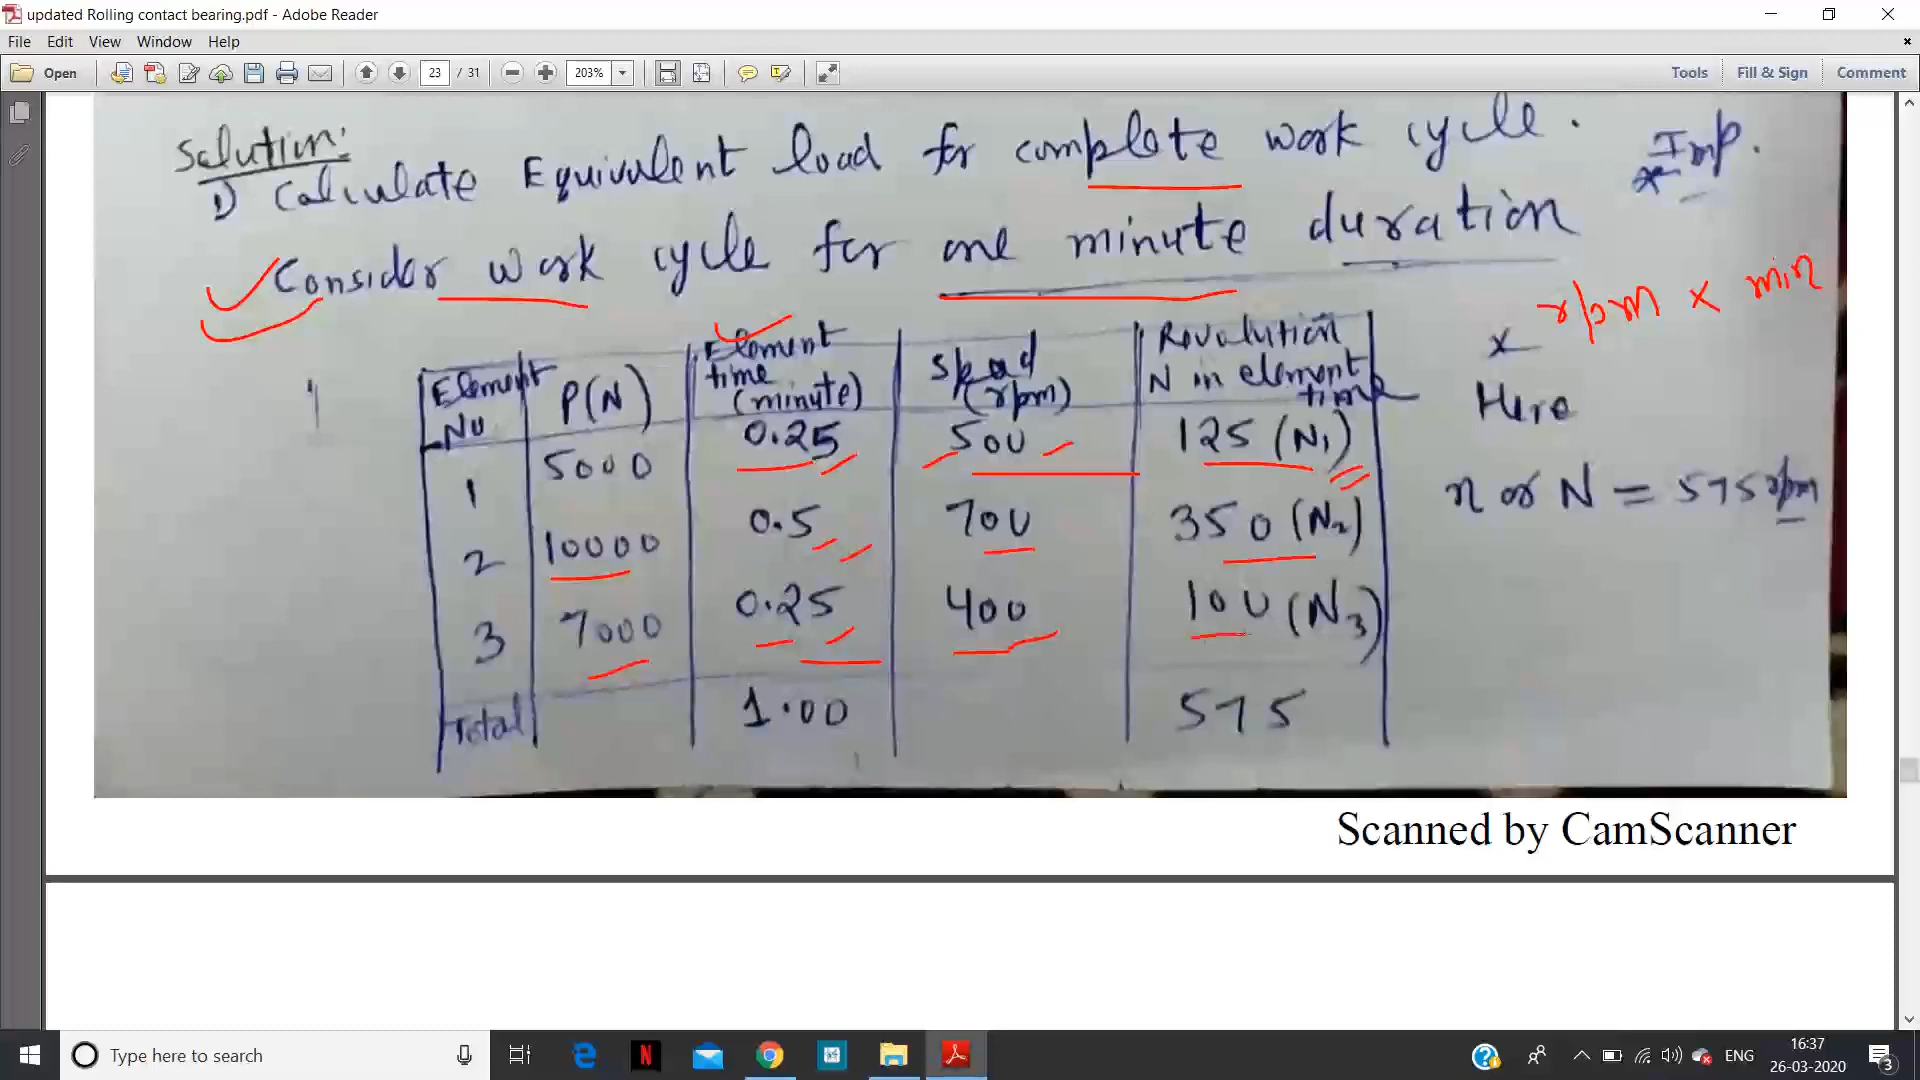 updated Rolling contact bearing.pdf - Adobe Reader
File Edit View Window Help
Open 23 / 31 203% Tools Fill & Sign Comment
Solution:
1) Calculate Equivalent load for complete work cycle.
Imp.
Consider work cycle for one minute duration
rpm x min
Element No P(N) Element time (minute) Speed (rpm) Revolution N in element time
1 5000 0.25 500 125 (N1)
2 10000 0.5 700 350 (N2)
3 7000 0.25 400 100 (N3)
Total 1.00 575
x
Here
n or N = 575 rpm
Scanned by CamScanner
Type here to search
ENG
16:37
26-03-2020
3